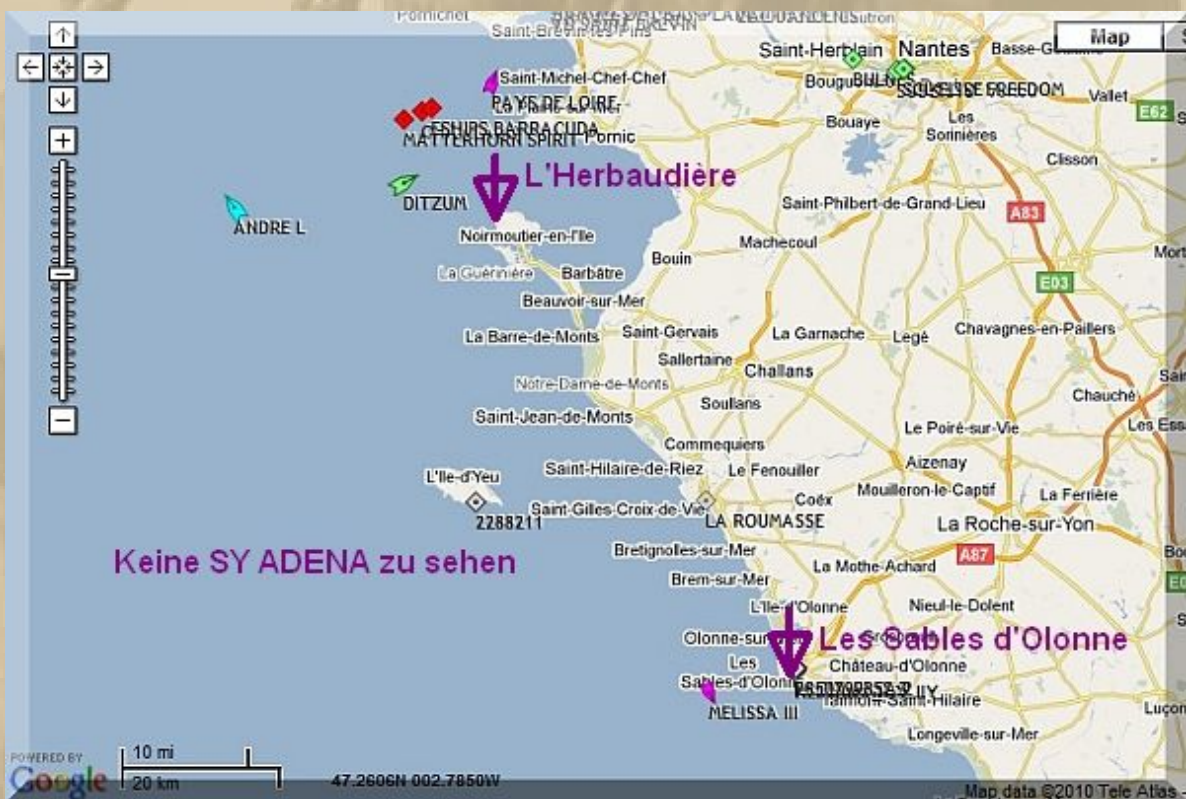 Pornichet
Saint-Brevin-les-Pins
Map
Saint-Herblain
Nantes
Saint-Michel-Chef-Chef
PAYS DE LOIRE
FREEDOM
Vallet
E62
BARRACUDA
MATTERHORN SPIRIT
Pornic
Bouaye
Les
Sorinières
Clisson
L'Herbaudière
DITZUM
ANDRE L
Saint-Philbert-de-Grand-Lieu
A83
Noirmoutier-en-l'Ile
Machecoul
La Guérinière
Barbâtre
Bouin
E03
Beauvoir-sur-Mer
La Barre-de-Monts
Saint-Gervais
La Garnache
Legé
Chavagnes-en-Paillers
Sallertaine
Challans
Notre-Dame-de-Monts
Soullans
Chauché
Saint-Jean-de-Monts
Le Poiré-sur-Vie
Les Ess
Commequiers
L'Ile-d'Yeu
Saint-Hilaire-de-Riez
Le Fenouiller
Aizenay
2288211
Saint-Gilles-Croix-de-Vie
Coëx
Mouilleron-le-Captif
La Ferrière
LA ROUMASSE
La Roche-sur-Yon
Keine SY ADENA zu sehen
Bretignolles-sur-Mer
A87
La Mothe-Achard
Brem-sur-Mer
L'Ile-d'Olonne
Nieul-le-Dolent
Olonne-sur-
Les Sables d'Olonne
Les
Sables-d'Olonne
Château-d'Olonne
MELISSA III
Talmont-Saint-Hilaire
Luçon
Longeville-sur-Mer
POWERED BY
Google
10 mi
20 km
47.2606N 002.7850W
Map data ©2010 Tele Atlas -